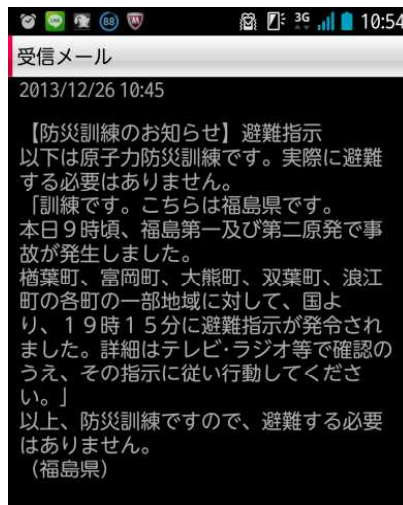 88
3G
10:54
受信メール
2013/12/26 10:45
【防災訓練のお知らせ】避難指示
以下は原子力防災訓練です。実際に避難
する必要はありません。
「訓練です。こちらは福島県です。
本日９時頃、福島第一及び第二原発で事
故が発生しました。
楢葉町、富岡町、大熊町、双葉町、浪江
町の各町の一部地域に対して、国よ
り、１９時１５分に避難指示が発令され
ました。詳細はテレビ･ラジオ等で確認の
うえ、その指示に従い行動してくださ
い。」
以上、防災訓練ですので、避難する必要
はありません。
（福島県）